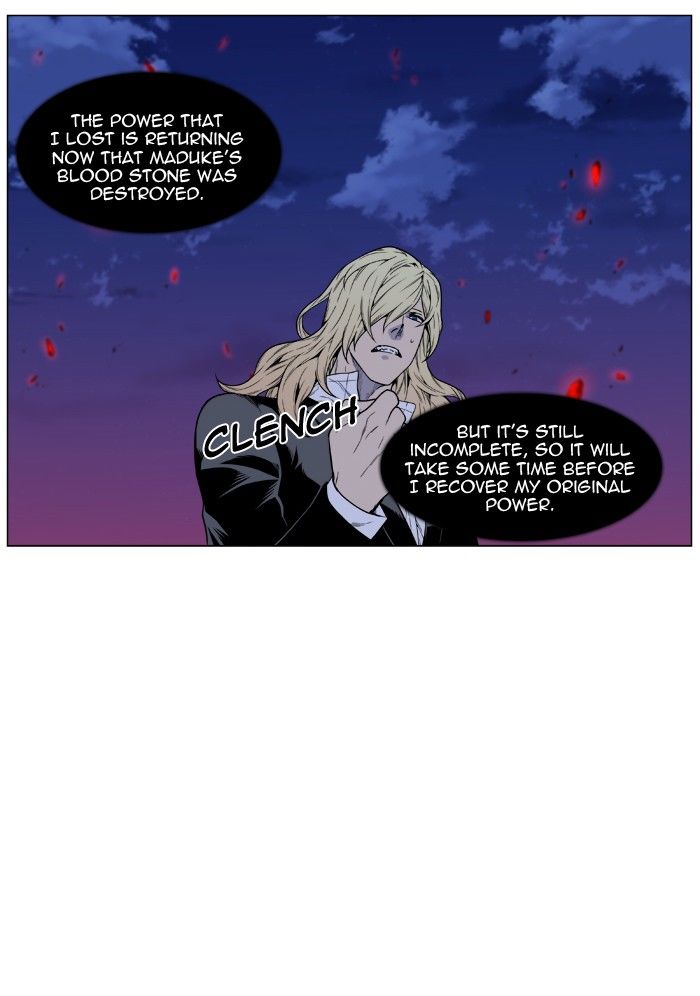 THE POWER THAT
I LOST IS RETURNING
NOW THAT MADUKE'S
BLOOD STONE WAS
DESTROYED.
CLENCH
BUT IT'S STILL
INCOMPLETE, SO IT WILL
TAKE SOME TIME BEFORE
I RECOVER MY ORIGINAL
POWER.